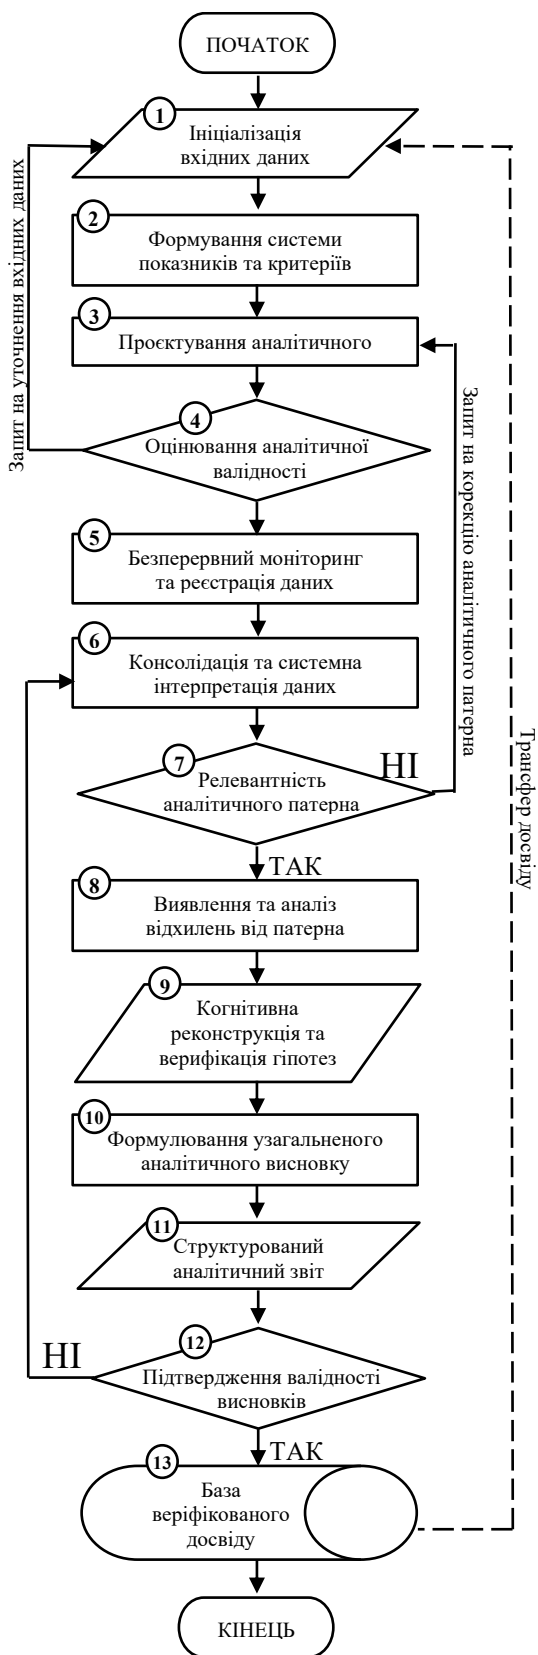 ПОЧАТОК
1
Ініціалізація
вхідних даних
2
Формування системи
показників та критеріїв
3
Проєктування аналітичного
4
Оцінювання аналітичної
валідності
Запит на уточнення вхідних даних
5
Безперервний моніторинг
та реєстрація даних
6
Консолідація та системна
інтерпретація даних
7
Релевантність
аналітичного патерна
НІ
Запит на корекцію аналітичного патерна
Трансфер досвіду
ТАК
8
Виявлення та аналіз
відхилень від патерна
9
Когнітивна
реконструкція та
верифікація гіпотез
10
Формулювання узагальненого
аналітичного висновку
11
Структурований
аналітичний звіт
12
Підтвердження валідності
висновків
НІ
ТАК
13
База
веріфікованого
досвіду
КІНЕЦЬ